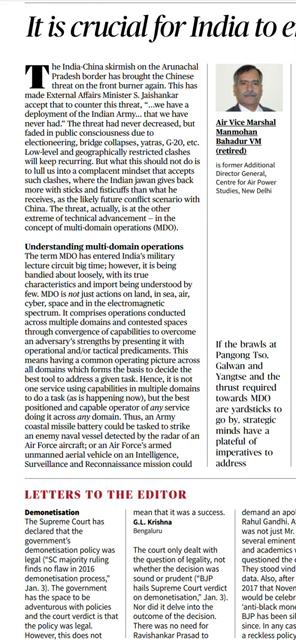 It is crucial for India to e
The India-China skirmish on the Arunachal
Pradesh border has brought the Chinese
threat on the front burner again. This has
made External Affairs Minister S. Jaishankar
accept that to counter this threat, “...we have a
deployment of the Indian Army... that we have
never had.” The threat had never decreased, but
faded in public consciousness due to
electioneering, bridge collapses, yatras, G-20, etc.
Low-level and geographically restricted clashes
will keep recurring. But what this should not do is
to lull us into a complacent mindset that accepts
such clashes, where the Indian jawan gives back
more with sticks and fisticuffs than what he
receives, as the likely future conflict scenario with
China. The threat, actually, is at the other
extreme of technical advancement — in the
concept of multi-domain operations (MDO).
Understanding multi-domain operations
The term MDO has entered India's military
lecture circuit big time; however, it is being
bandied about loosely, with its true
characteristics and import being understood by
few. MDO is not just actions on land, in sea, air,
cyber, space and in the electromagnetic
spectrum. It comprises operations conducted
across multiple domains and contested spaces
through convergence of capabilities to overcome
an adversary's strengths by presenting it with
operational and/or tactical predicaments. This
means having a common operating picture across
all domains which forms the basis to decide the
best tool to address a given task. Hence, it is not
one service using capabilities in multiple domains
to do a task (as is happening now), but the best
positioned and capable operator of any service
doing it across any domain. Thus, an Army
coastal missile battery could be tasked to strike
an enemy naval vessel detected by the radar of an
Air Force aircraft; or an Air Force's armed
unmanned aerial vehicle on an Intelligence,
Surveillance and Reconnaissance mission could
Air Vice Marshal
Manmohan
Bahadur VM
(retired)
is former Additional
Director General,
Centre for Air Power
Studies, New Delhi
If the brawls at
Pangong Tso,
Galwan and
Yangtse and the
thrust required
towards MDO
are yardsticks to
go by, strategic
minds have a
plateful of
imperatives to
address
LETTERS TO THE EDITOR
Demonetisation
The Supreme Court has
declared that the
government's
demonetisation policy was
legal (“SC majority ruling
finds no flaw in 2016
demonetisation process,”
Jan. 3). The government
has the space to be
adventurous with policies
and the court verdict is that
the policy was legal.
However, this does not
mean that it was a success.
G.L. Krishna
Bengaluru
The court only dealt with
the question of legality, not
whether the decision was
sound or prudent (“BJP
hails Supreme Court verdict
on demonetisation,” Jan. 3).
Nor did it delve into the
outcome of the decision.
There was no need for
Ravishankar Prasad to
demand an apol
Rahul Gandhi. A
was not just Mr.
several eminent
and academics w
questioned the d
They stood vindi
data. Also, after
2017 that Novem
would be celebr
'anti-black mon
BJP has been si
since. In any cas
a reckless policy